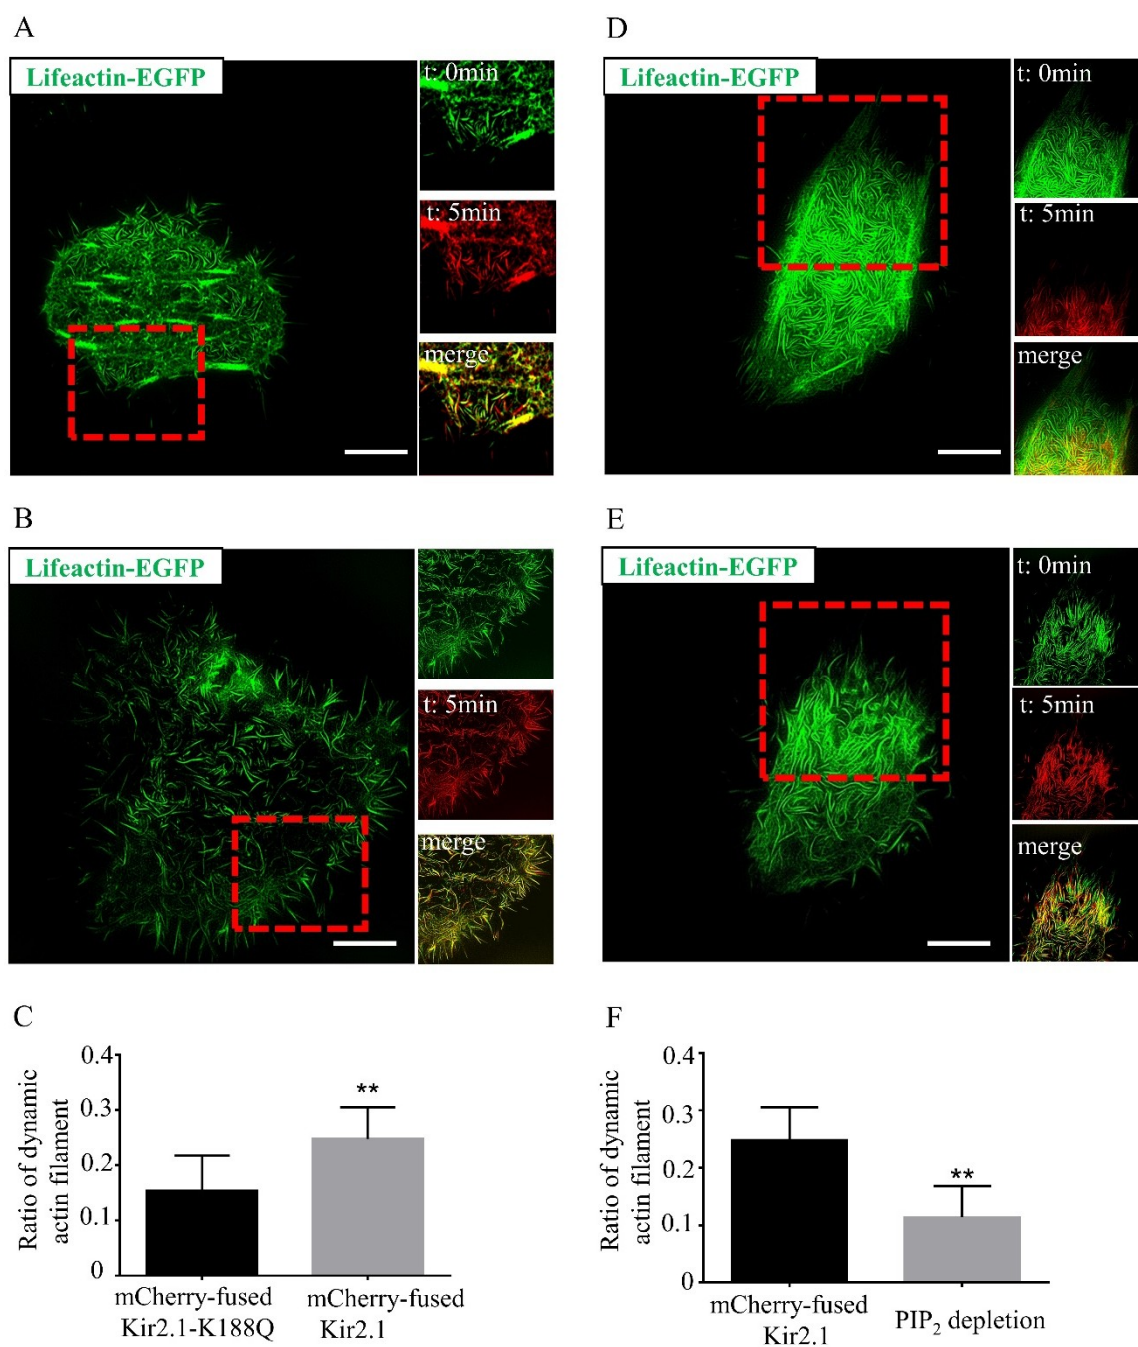 A
Lifeactin-EGFP
t: 0min
t: 5min
merge
D
Lifeactin-EGFP
t: 0min
t: 5min
merge
B
Lifeactin-EGFP
t: 5min
merge
E
Lifeactin-EGFP
t: 0min
t: 5min
merge
C
Ratio of dynamic
actin filament
0.4
0.3
0.2
0.1
0
**
mCherry-fused
Kir2.1-K188Q
mCherry-fused
Kir2.1
F
Ratio of dynamic
actin filament
0.4
0.3
0.2
0.1
0
**
mCherry-fused
Kir2.1
PIP₂ depletion